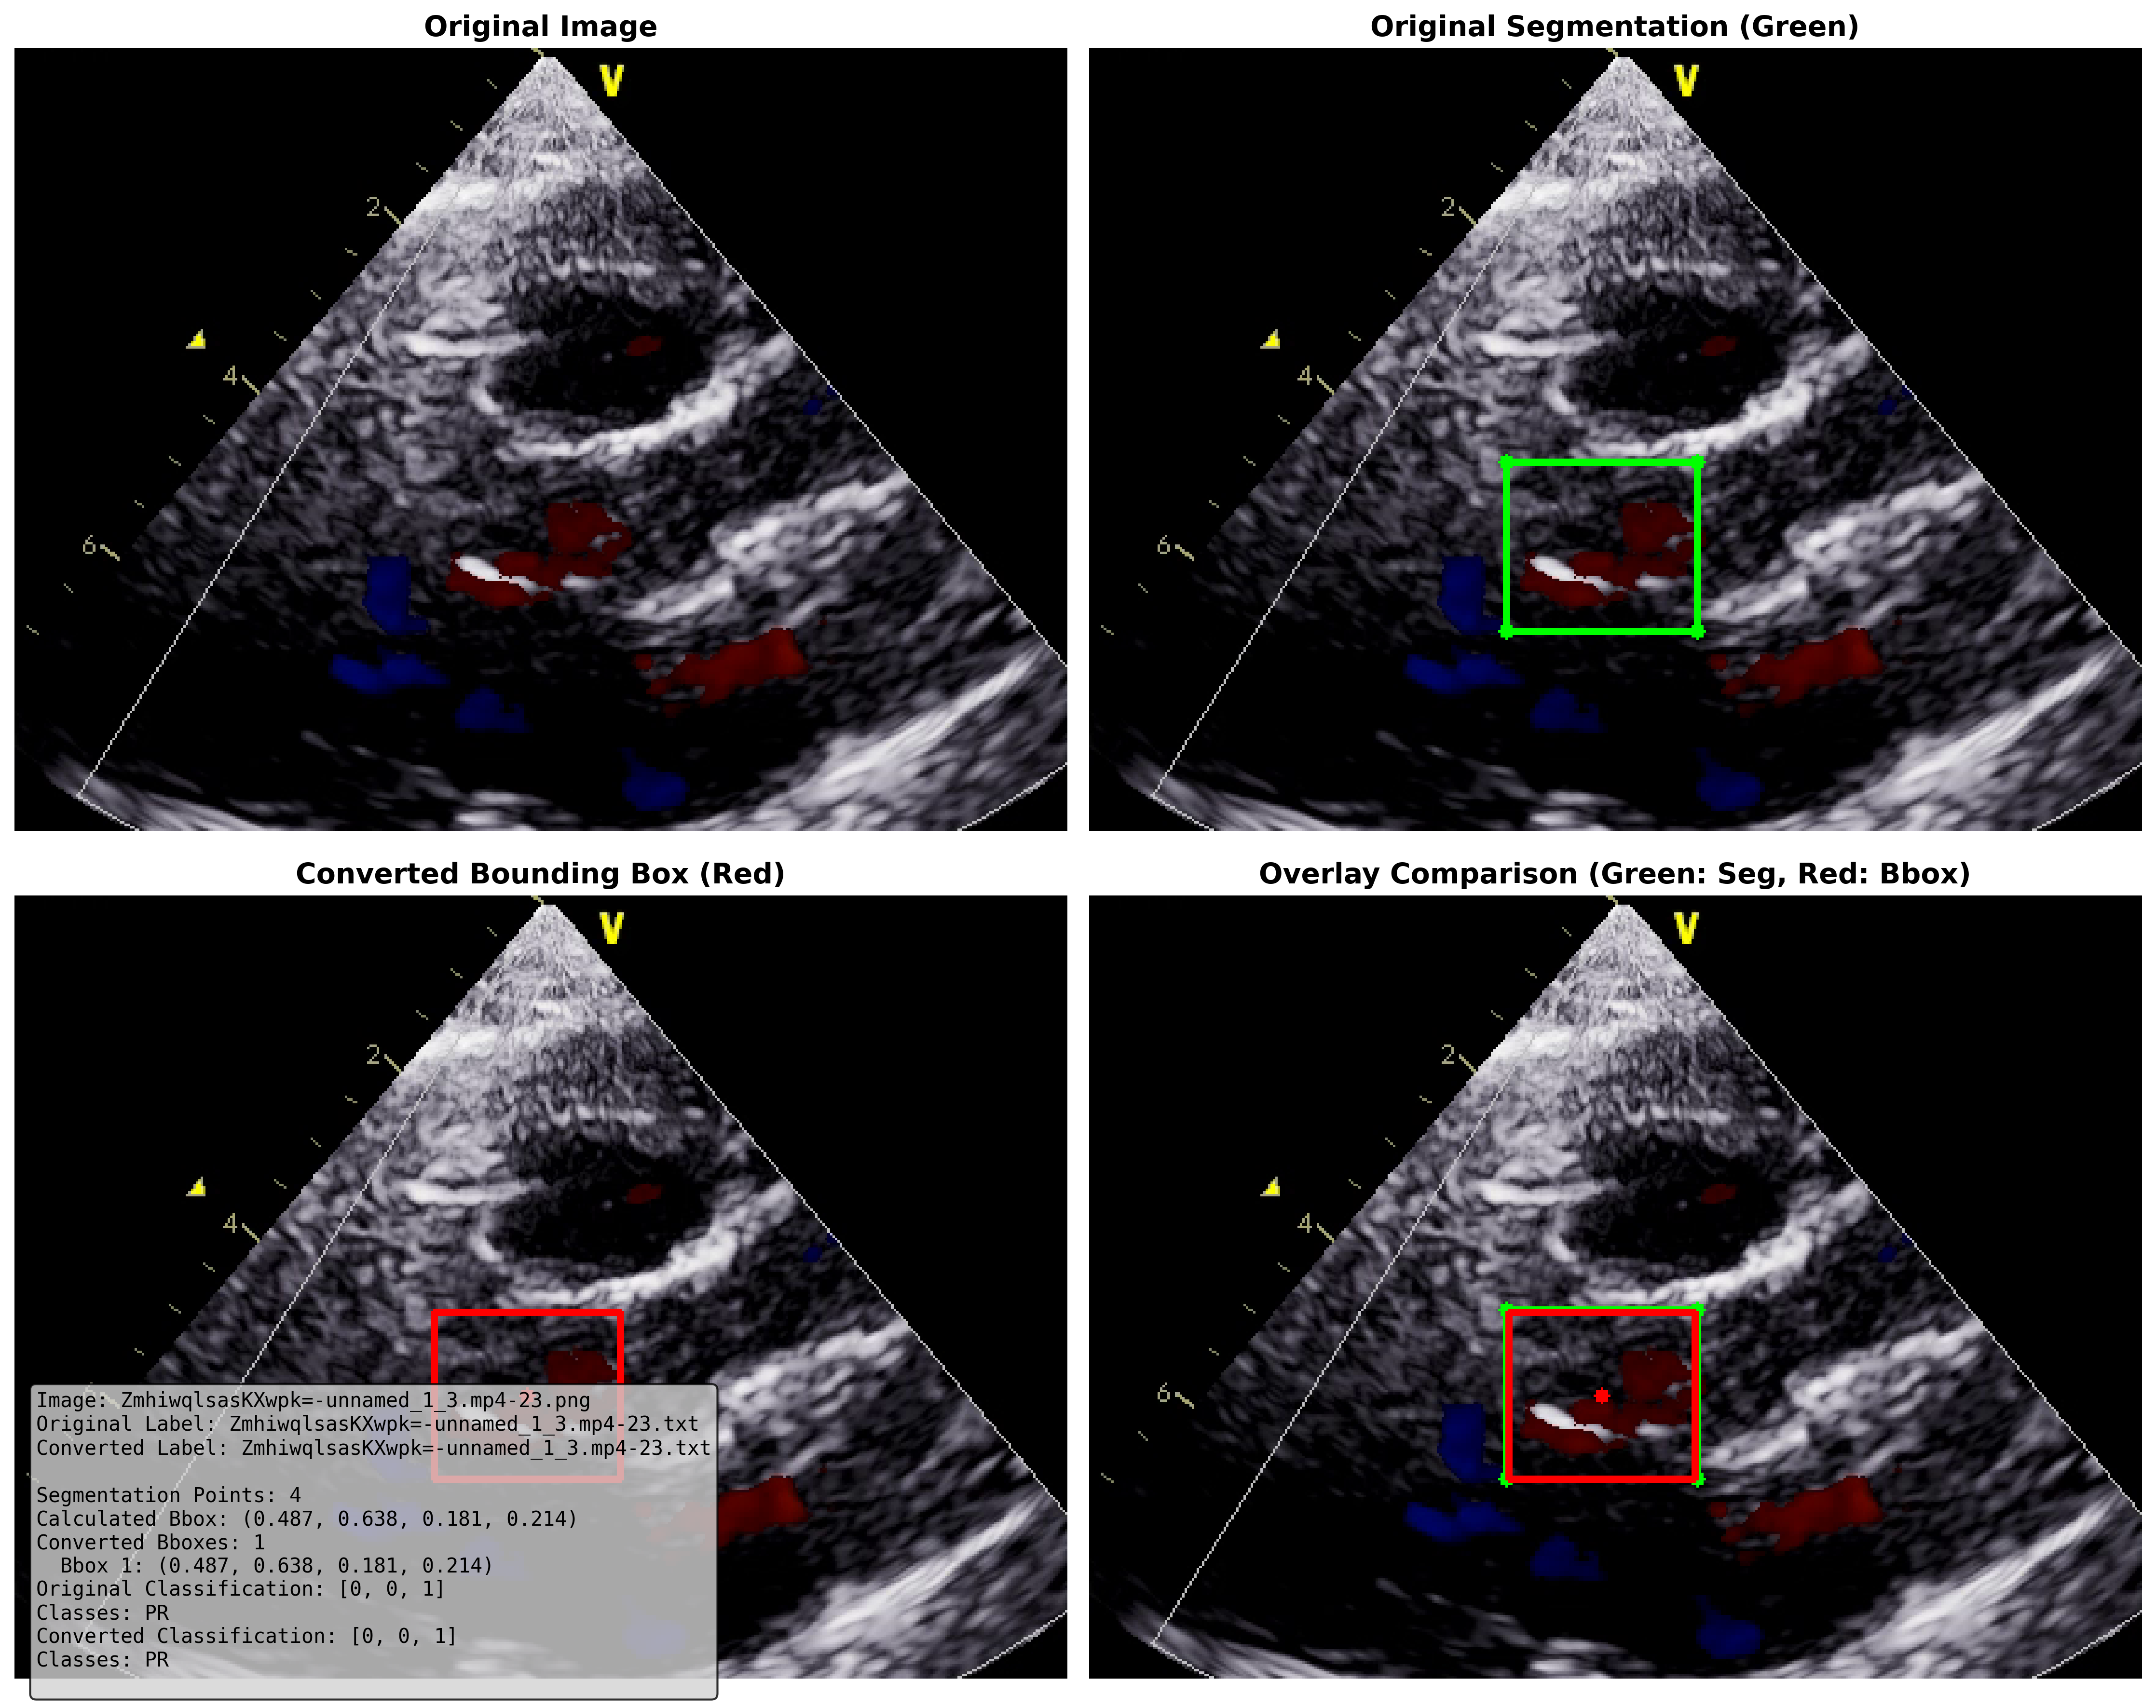 Original Image
Original Segmentation (Green)
V
2
4
6
V
2
4
6
Converted Bounding Box (Red)
Overlay Comparison (Green: Seg, Red: Bbox)
V
2
4
Image: ZmhiwqlsasKXwpk=-unnamed_1_3.mp4-23.png
Original Label: ZmhiwqlsasKXwpk=-unnamed_1_3.mp4-23.txt
Converted Label: ZmhiwqlsasKXwpk=-unnamed_1_3.mp4-23.txt
Segmentation Points: 4
Calculated Bbox: (0.487, 0.638, 0.181, 0.214)
Converted Bboxes: 1
Bbox 1: (0.487, 0.638, 0.181, 0.214)
Original Classification: [0, 0, 1]
Classes: PR
Converted Classification: [0, 0, 1]
Classes: PR
V
2
4
6